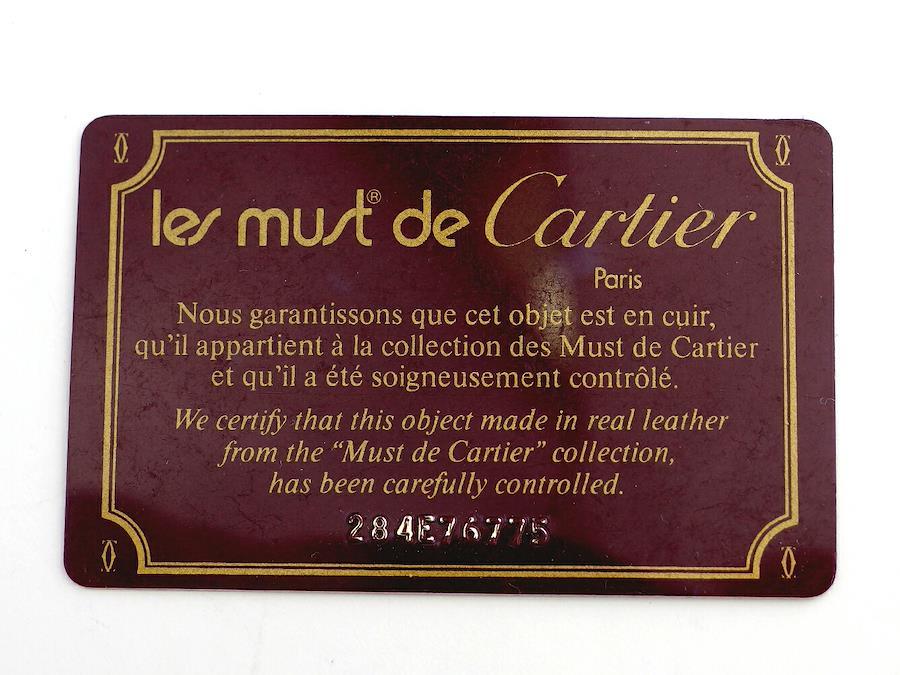 les must® de Cartier
Paris
Nous garantissons que cet objet est en cuir,
qu'il appartient à la collection des Must de Cartier
et qu'il a été soigneusement contrôlé.
We certify that this object made in real leather
from the “Must de Cartier” collection,
has been carefully controlled.
284E76775